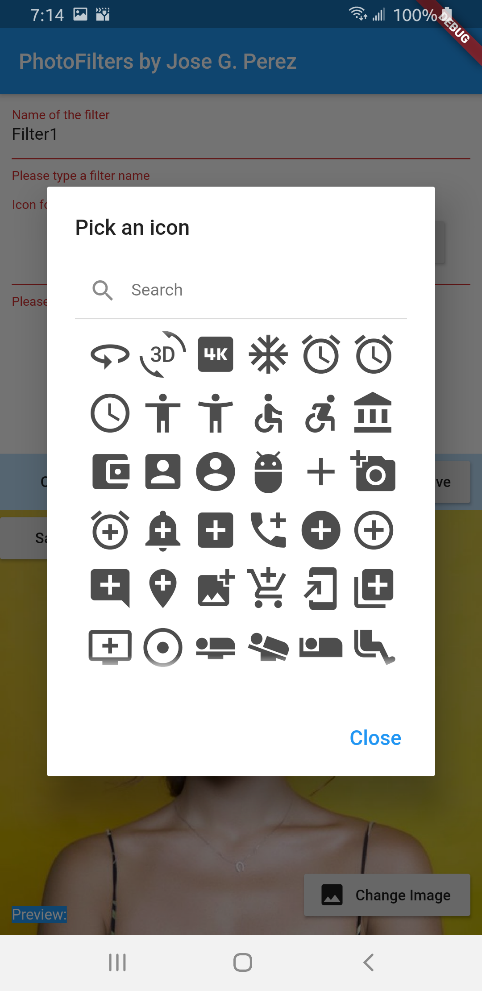 7:14
100%
DEBUG
PhotoFilters by Jose G. Perez
Name of the filter
Filter1
Please type a filter name
Icon fo
Pleas
Pick an icon
Search
3D
4K
C
ve
Sa
Close
Change Image
Preview: